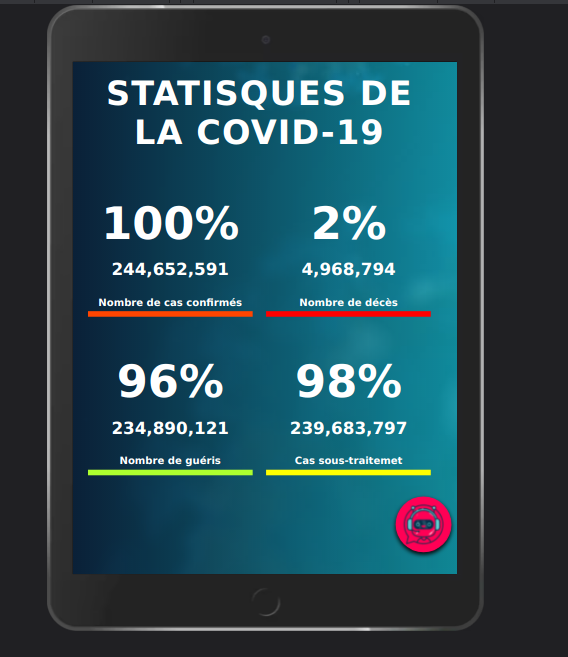 STATISQUES DE
LA COVID-19
100%
244,652,591
Nombre de cas confirmés
2%
4,968,794
Nombre de décès
96%
234,890,121
Nombre de guéris
98%
239,683,797
Cas sous-traitemet